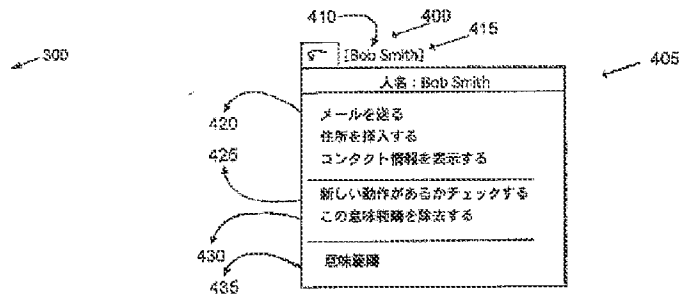 410 400 415
[Bob Smith]
300 405
人名：Bob Smith
420 メールを送る
住所を挿入する
425 コンタクト情報を表示する
新しい動作があるかチェックする
この意味範疇を除去する
430 意味範疇
435